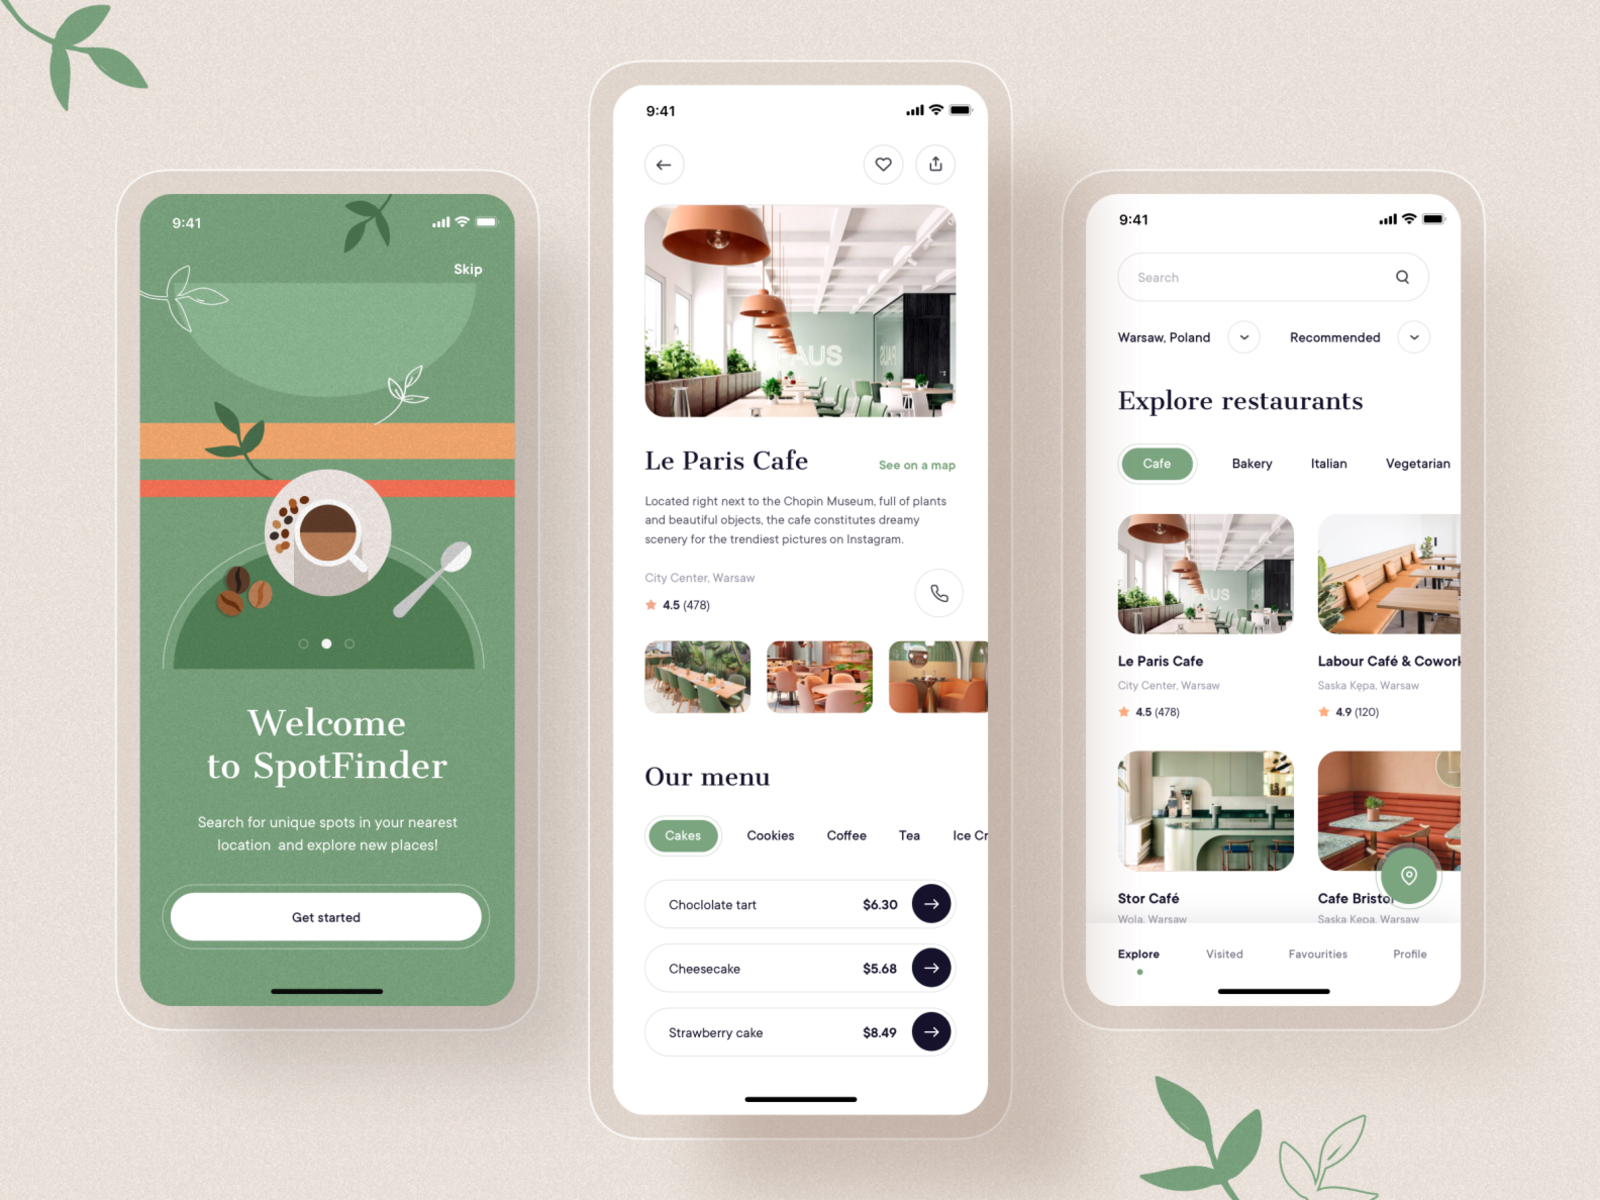 9:41
Skip
Welcome
to SpotFinder
Search for unique spots in your nearest
location and explore new places!
Get started
9:41
PAUS
Le Paris Cafe
See on a map
Located right next to the Chopin Museum, full of plants
and beautiful objects, the cafe constitutes dreamy
scenery for the trendiest pictures on Instagram.
City Center, Warsaw
4.5 (478)
Our menu
Cakes Cookies Coffee Tea Ice Cr
Choclolate tart $6.30
Cheesecake $5.68
Strawberry cake $8.49
9:41
Search
Warsaw, Poland Recommended
Explore restaurants
Cafe Bakery Italian Vegetarian
Le Paris Cafe
City Center, Warsaw
4.5 (478)
Labour Café & Cowork
Saska Kępa, Warsaw
4.9 (120)
Stor Café
Wola, Warsaw
Cafe Bristol
Saska Kępa, Warsaw
Explore Visited Favourities Profile